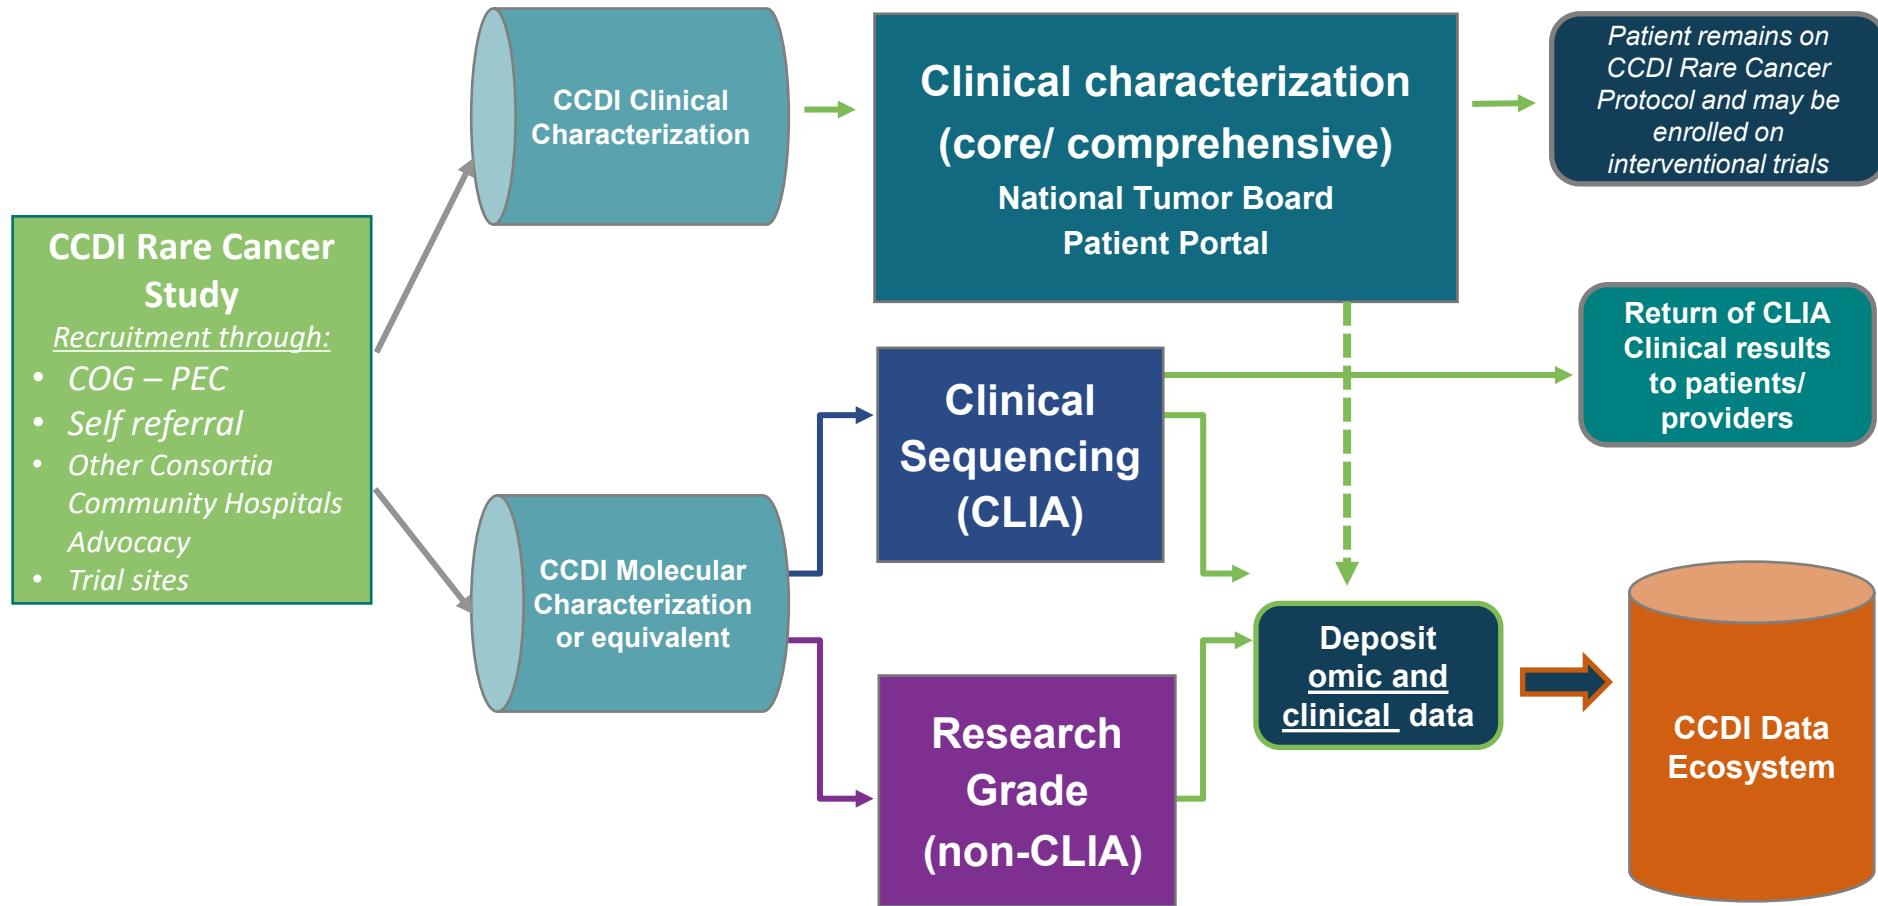 CCDI Rare Cancer
Study
Recruitment through:
• COG – PEC
• Self referral
• Other Consortia
Community Hospitals
Advocacy
• Trial sites
CCDI Clinical
Characterization
CCDI Molecular
Characterization
or equivalent
Clinical characterization
(core/ comprehensive)
National Tumor Board
Patient Portal
Clinical
Sequencing
(CLIA)
Research
Grade
(non-CLIA)
Patient remains on
CCDI Rare Cancer
Protocol and may be
enrolled on
interventional trials
Return of CLIA
Clinical results
to patients/
providers
Deposit
omic and
clinical data
CCDI Data
Ecosystem